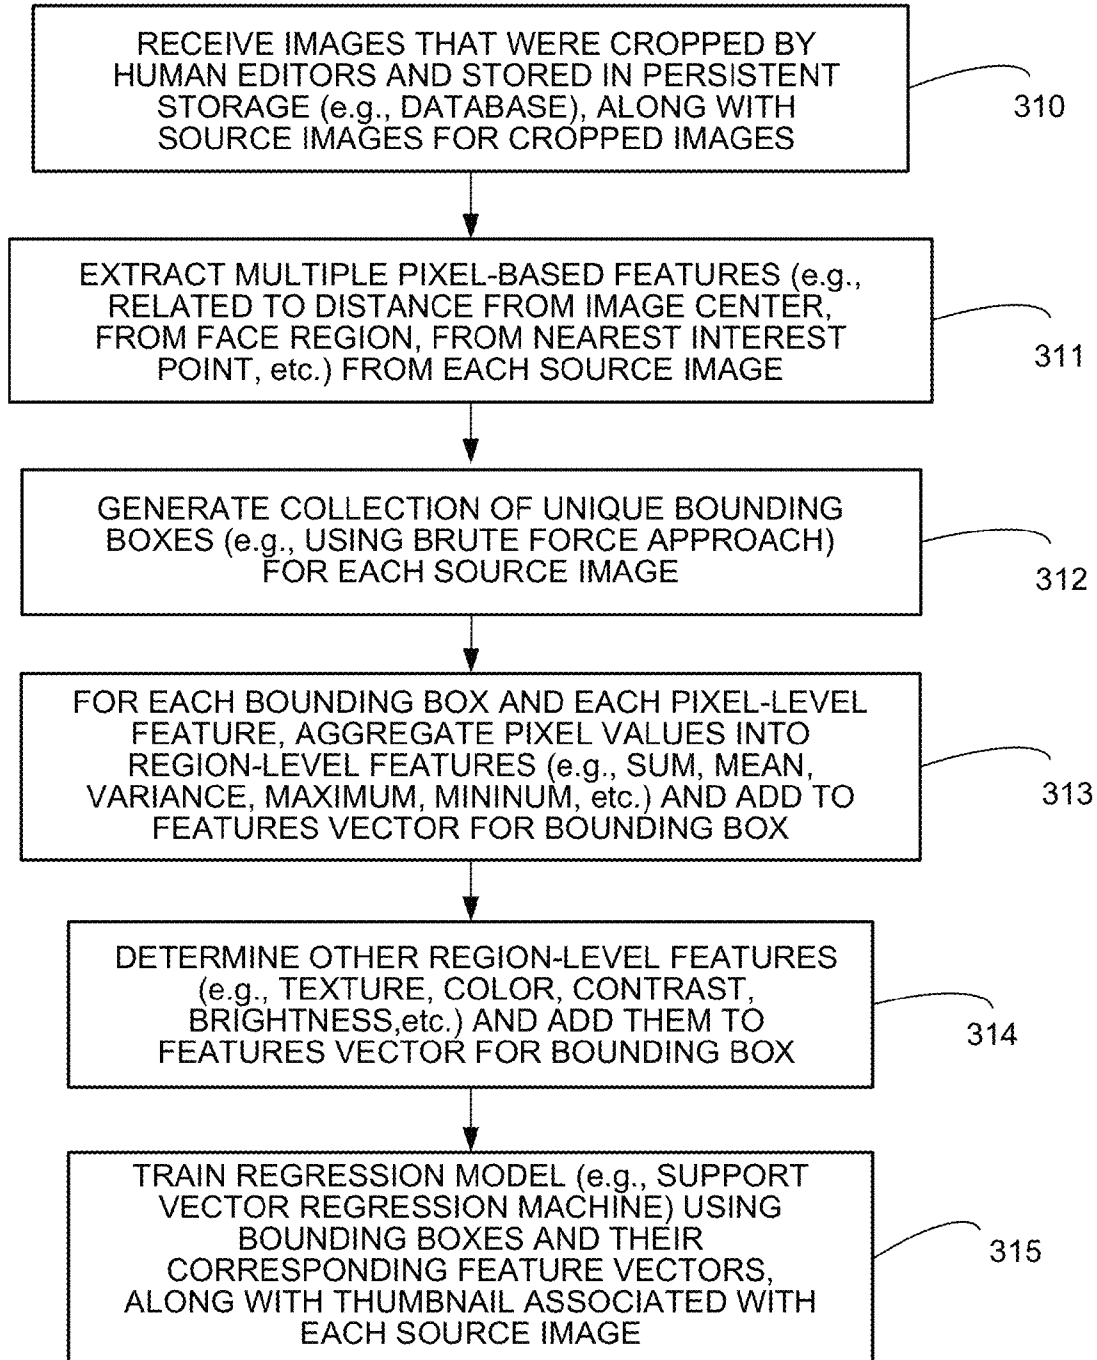 RECEIVE IMAGES THAT WERE CROPPED BY
HUMAN EDITORS AND STORED IN PERSISTENT
STORAGE (e.g., DATABASE), ALONG WITH
SOURCE IMAGES FOR CROPPED IMAGES
310
EXTRACT MULTIPLE PIXEL-BASED FEATURES (e.g.,
RELATED TO DISTANCE FROM IMAGE CENTER,
FROM FACE REGION, FROM NEAREST INTEREST
POINT, etc.) FROM EACH SOURCE IMAGE
311
GENERATE COLLECTION OF UNIQUE BOUNDING
BOXES (e.g., USING BRUTE FORCE APPROACH)
FOR EACH SOURCE IMAGE
312
FOR EACH BOUNDING BOX AND EACH PIXEL-LEVEL
FEATURE, AGGREGATE PIXEL VALUES INTO
REGION-LEVEL FEATURES (e.g., SUM, MEAN,
VARIANCE, MAXIMUM, MININUM, etc.) AND ADD TO
FEATURES VECTOR FOR BOUNDING BOX
313
DETERMINE OTHER REGION-LEVEL FEATURES
(e.g., TEXTURE, COLOR, CONTRAST,
BRIGHTNESS,etc.) AND ADD THEM TO
FEATURES VECTOR FOR BOUNDING BOX
314
TRAIN REGRESSION MODEL (e.g., SUPPORT
VECTOR REGRESSION MACHINE) USING
BOUNDING BOXES AND THEIR
CORRESPONDING FEATURE VECTORS,
ALONG WITH THUMBNAIL ASSOCIATED WITH
EACH SOURCE IMAGE
315